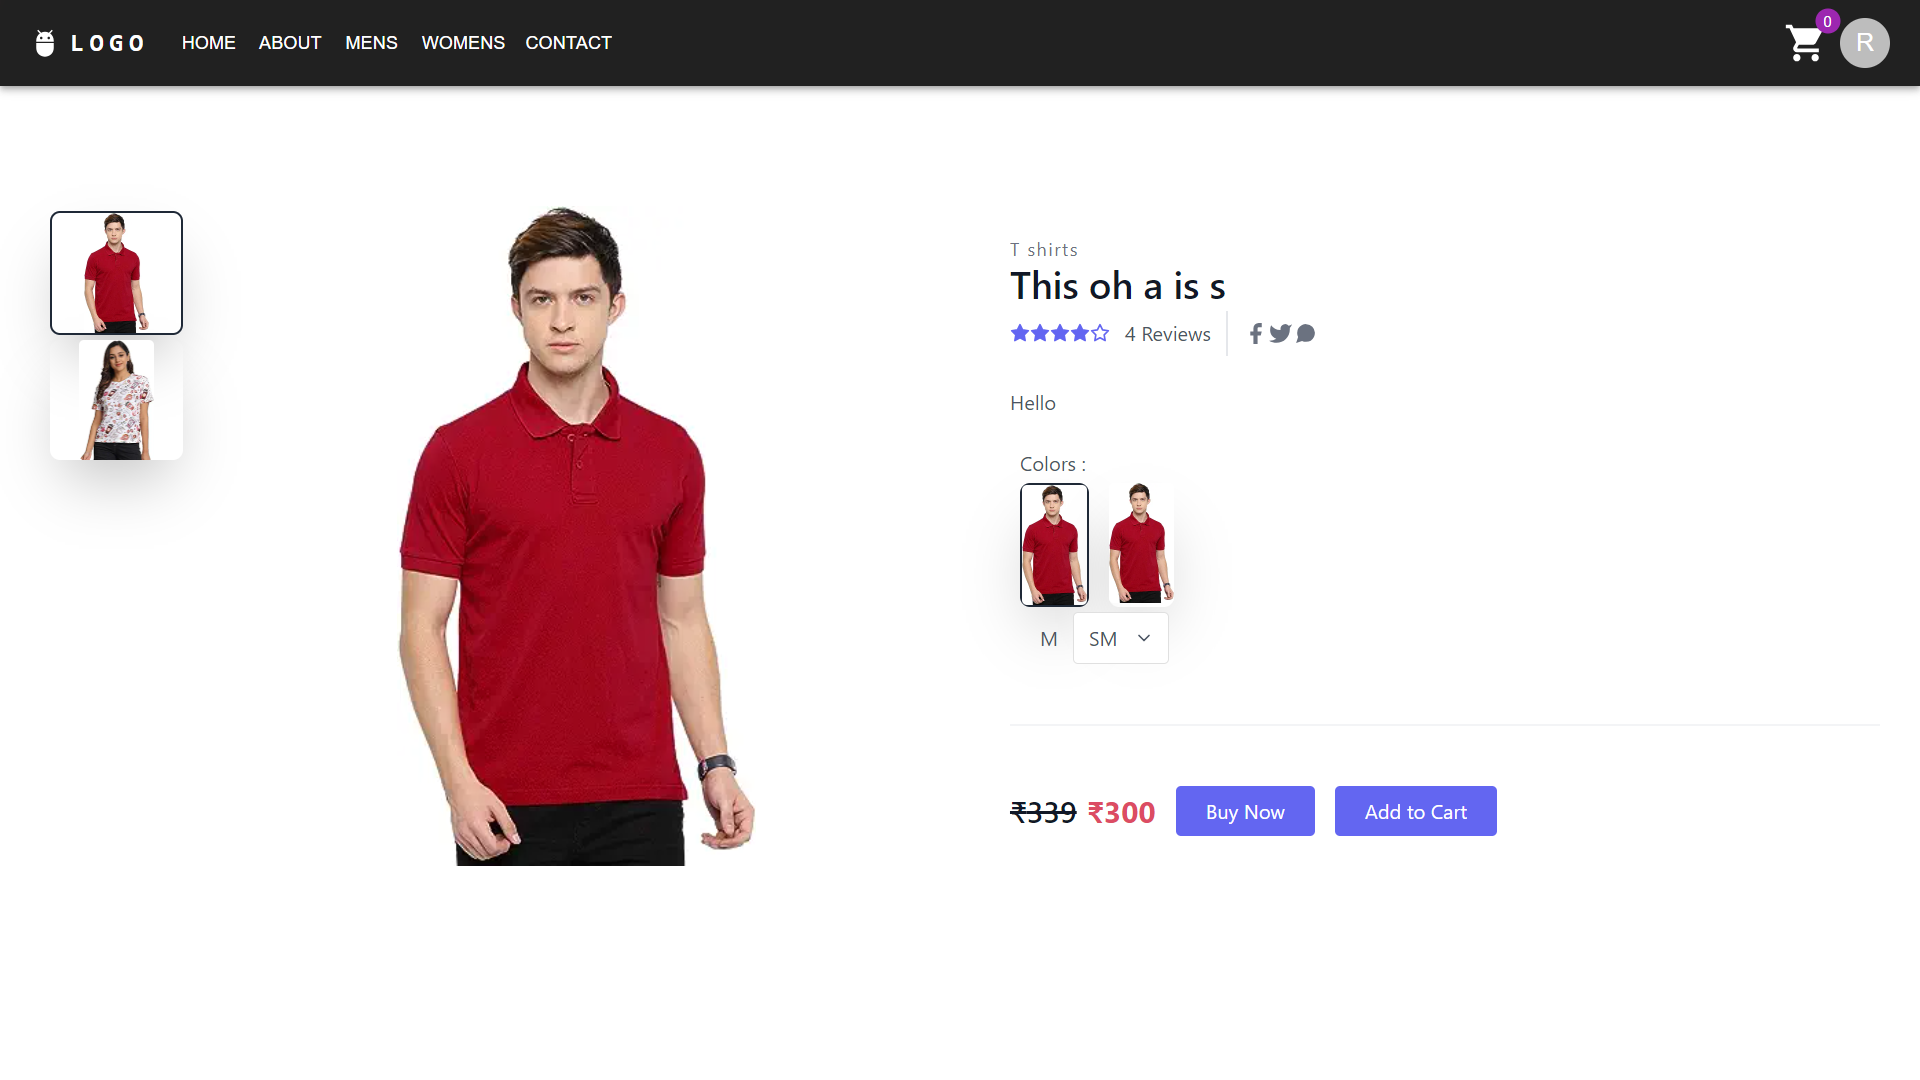 LOGO HOME ABOUT MENS WOMENS CONTACT 0 R
T shirts
This oh a is s
4 Reviews
Hello
Colors :
M SM
₹339 ₹300 Buy Now Add to Cart